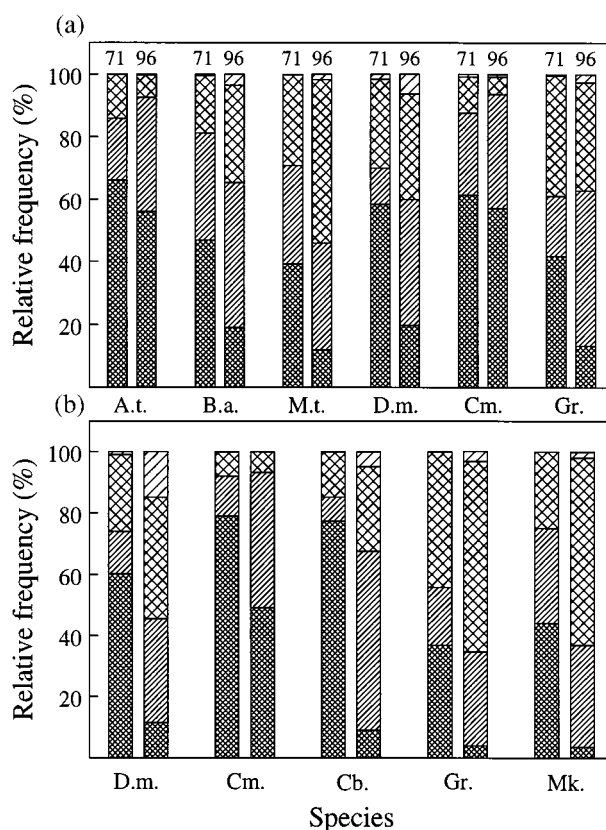 (a)
71 96 71 96 71 96 71 96 71 96 71 96
100
80
60
40
20
Relative frequency (%)
A.t. B.a. M.t. D.m. Cm. Gr.
(b)
100
80
60
40
20
Relative frequency (%)
D.m. Cm. Cb. Gr. Mk.
Species